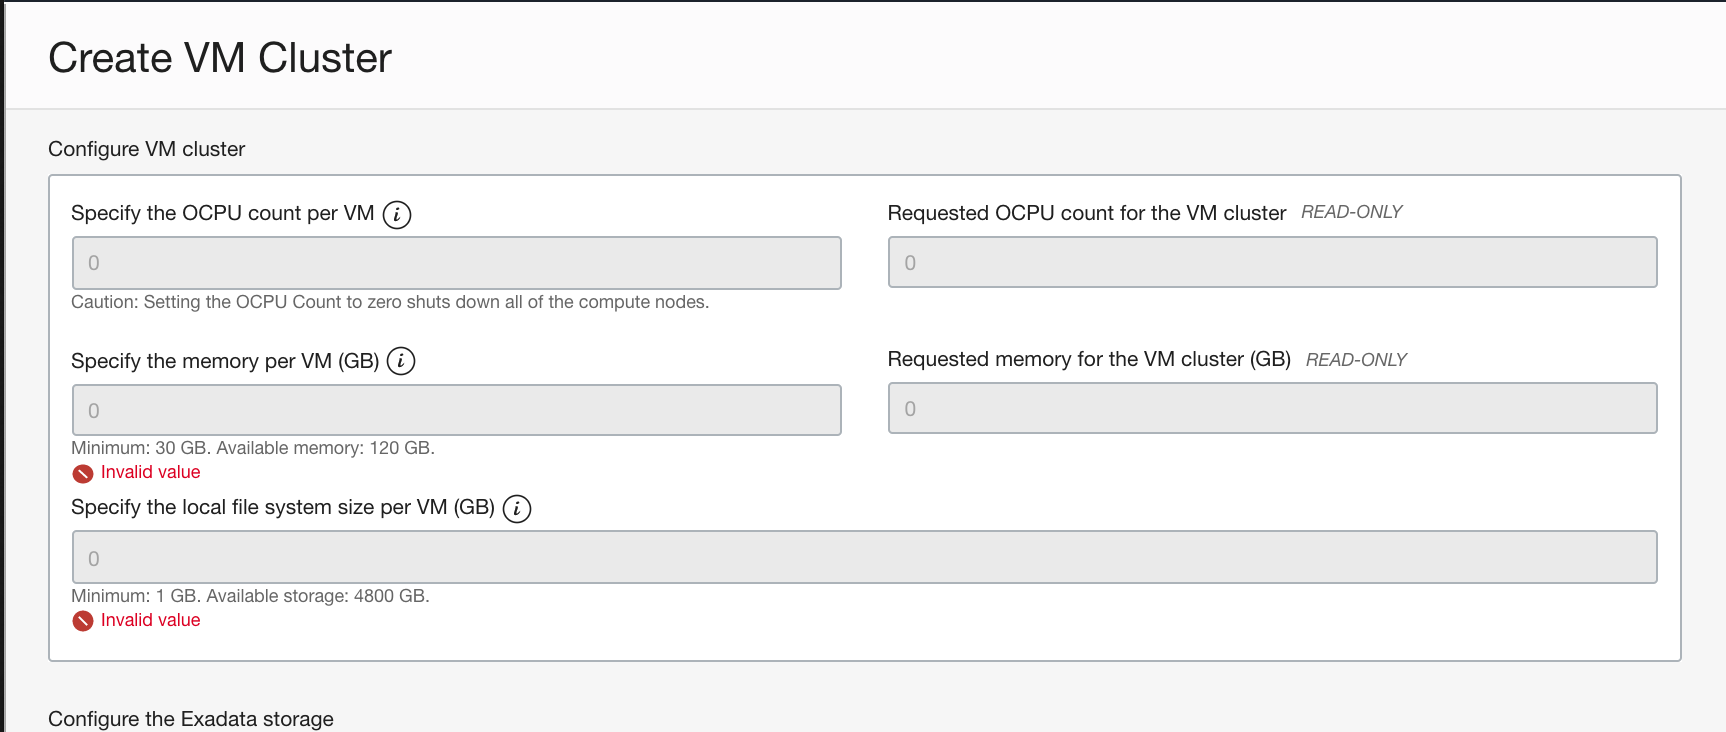 Create VM Cluster
Configure VM cluster
Specify the OCPU count per VM i
Requested OCPU count for the VM cluster READ-ONLY
0
0
Caution: Setting the OCPU Count to zero shuts down all of the compute nodes.
Specify the memory per VM (GB) i
Requested memory for the VM cluster (GB) READ-ONLY
0
0
Minimum: 30 GB. Available memory: 120 GB.
Invalid value
Specify the local file system size per VM (GB) i
0
Minimum: 1 GB. Available storage: 4800 GB.
Invalid value
Configure the Exadata storage